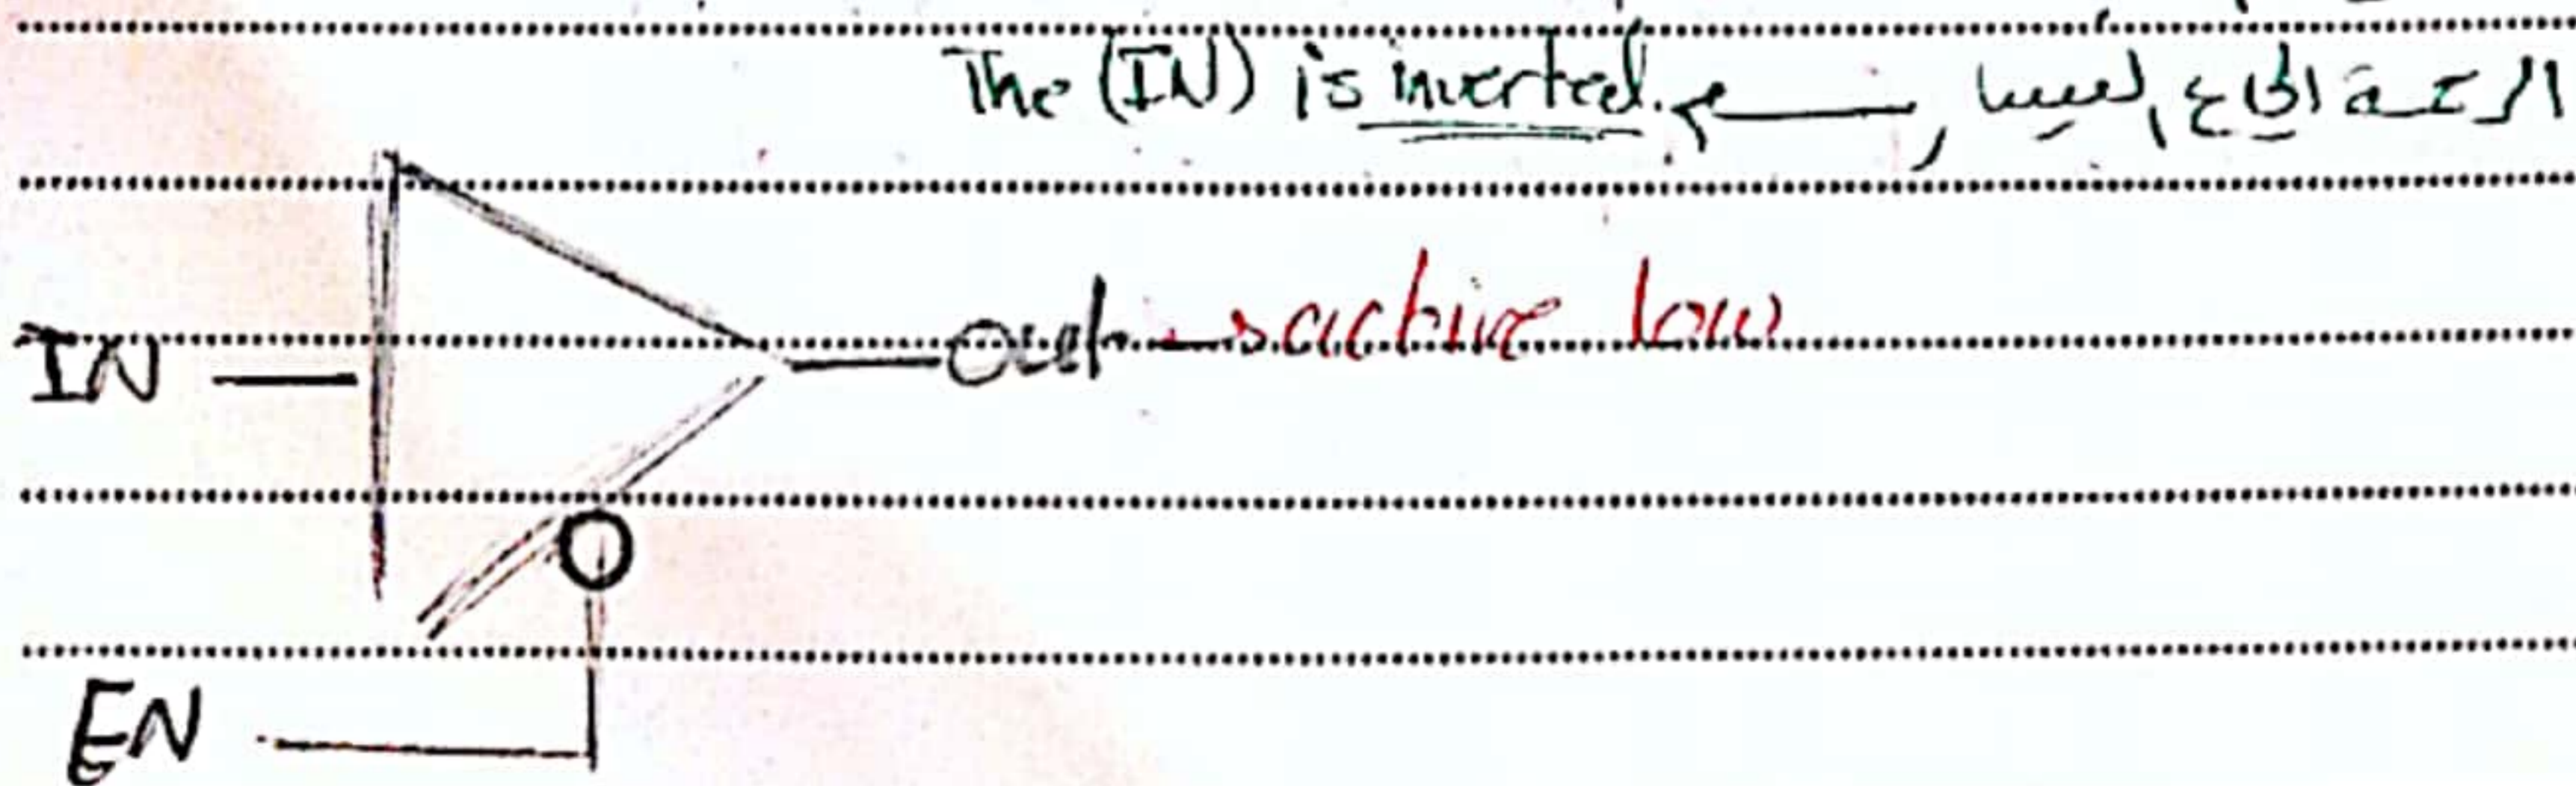 The (IN) is inverted.
IN
Out → active low
EN